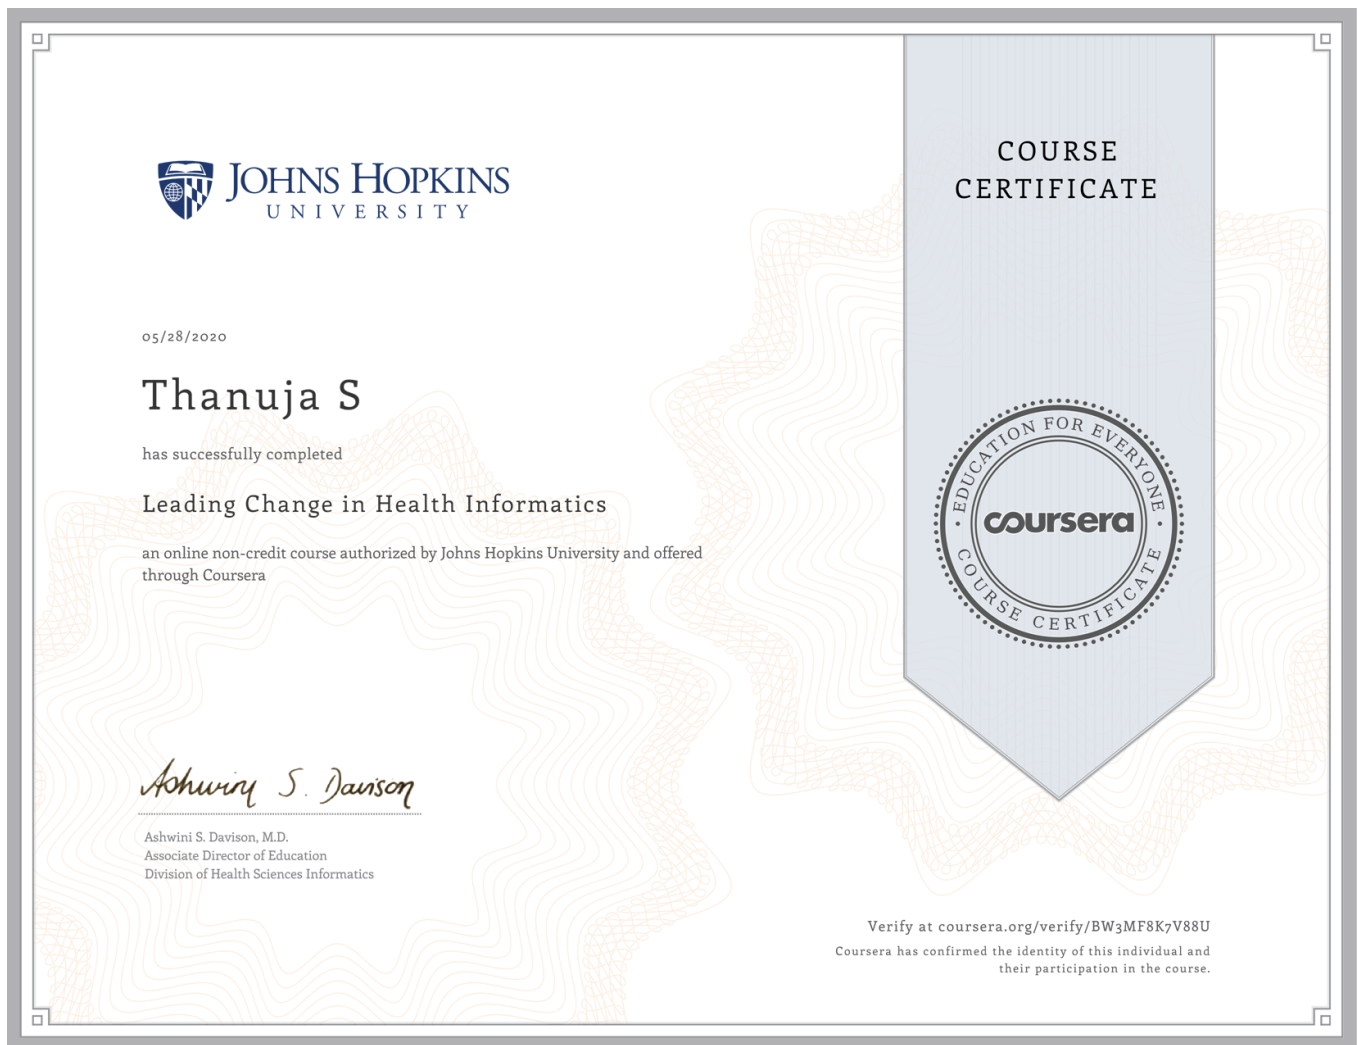 JOHNS HOPKINS
UNIVERSITY
COURSE
CERTIFICATE
05/28/2020
Thanuja S
has successfully completed
Leading Change in Health Informatics
an online non-credit course authorized by Johns Hopkins University and offered
through Coursera
EDUCATION FOR EVERYONE
coursera
COURSE CERTIFICATE
Ashwini S. Davison
Ashwini S. Davison, M.D.
Associate Director of Education
Division of Health Sciences Informatics
Verify at coursera.org/verify/BW3MF8K7V88U
Coursera has confirmed the identity of this individual and
their participation in the course.